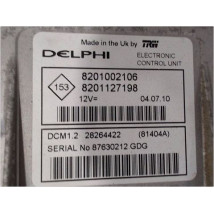 Made in the Uk by TRW
DELPHI ELECTRONIC CONTROL UNIT
153 8201002106
8201127198
12V= 04.07.10
DCM1.2 28264422 (81404A)
SERIAL No 87630212 GDG